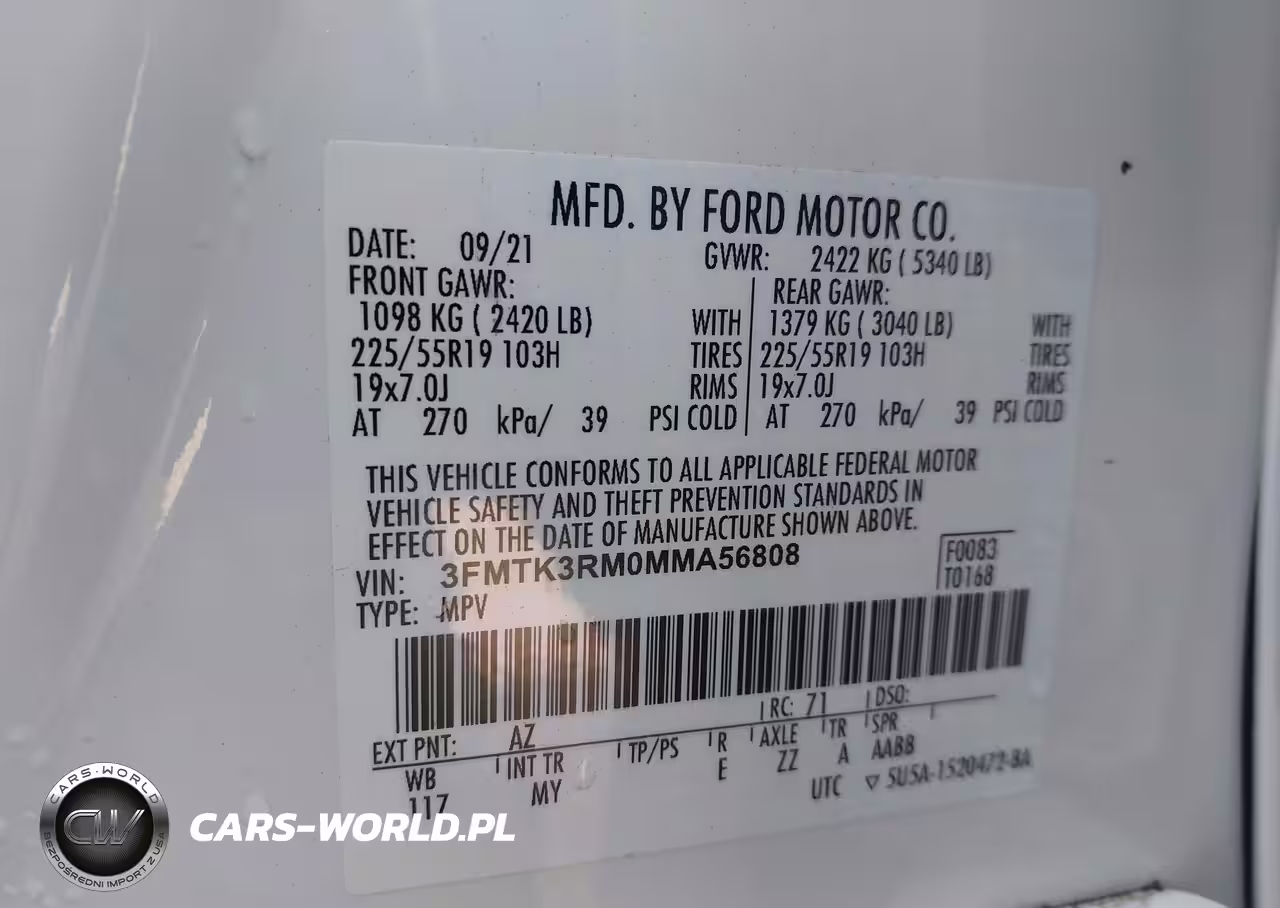 MFD. BY FORD MOTOR CO.
DATE: 09/21 GVWR: 2422 KG ( 5340 LB)
FRONT GAWR: REAR GAWR:
1098 KG ( 2420 LB) WITH 1379 KG ( 3040 LB) WITH
225/55R19 103H TIRES 225/55R19 103H TIRES
19x7.0J RIMS 19x7.0J RIMS
AT 270 kPa/ 39 PSI COLD AT 270 kPa/ 39 PSI COLD
THIS VEHICLE CONFORMS TO ALL APPLICABLE FEDERAL MOTOR
VEHICLE SAFETY AND THEFT PREVENTION STANDARDS IN
EFFECT ON THE DATE OF MANUFACTURE SHOWN ABOVE.
VIN: 3FMTK3RM0MMA56808 F0083
TYPE: MPV T0168
EXT PNT: AZ RC: 71 DSO:
WB INT TR TP/PS R AXLE TR SPR
117 MY E ZZ A AABB
UTC ▽ 5U5A-1520472-BA
CARS-WORLD
CW
BEZPOŚREDNI IMPORT Z USA
CARS-WORLD.PL